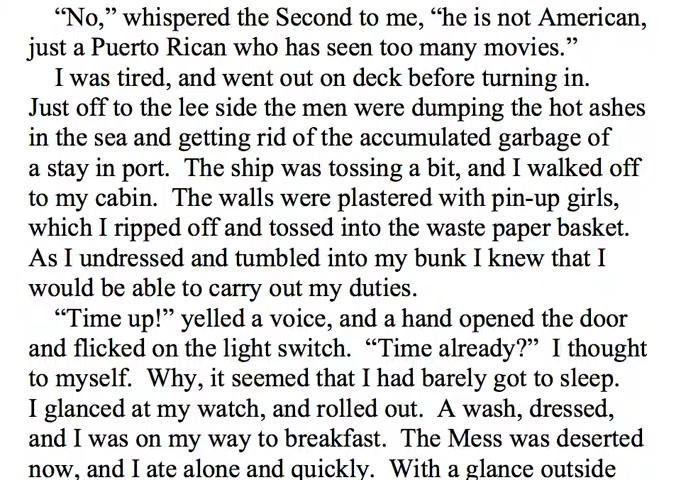 “No,” whispered the Second to me, “he is not American,
just a Puerto Rican who has seen too many movies.”
I was tired, and went out on deck before turning in.
Just off to the lee side the men were dumping the hot ashes
in the sea and getting rid of the accumulated garbage of
a stay in port.  The ship was tossing a bit, and I walked off
to my cabin.  The walls were plastered with pin-up girls,
which I ripped off and tossed into the waste paper basket.
As I undressed and tumbled into my bunk I knew that I
would be able to carry out my duties.
“Time up!” yelled a voice, and a hand opened the door
and flicked on the light switch.  “Time already?”  I thought
to myself.  Why, it seemed that I had barely got to sleep.
I glanced at my watch, and rolled out.  A wash, dressed,
and I was on my way to breakfast.  The Mess was deserted
now, and I ate alone and quickly.  With a glance outside